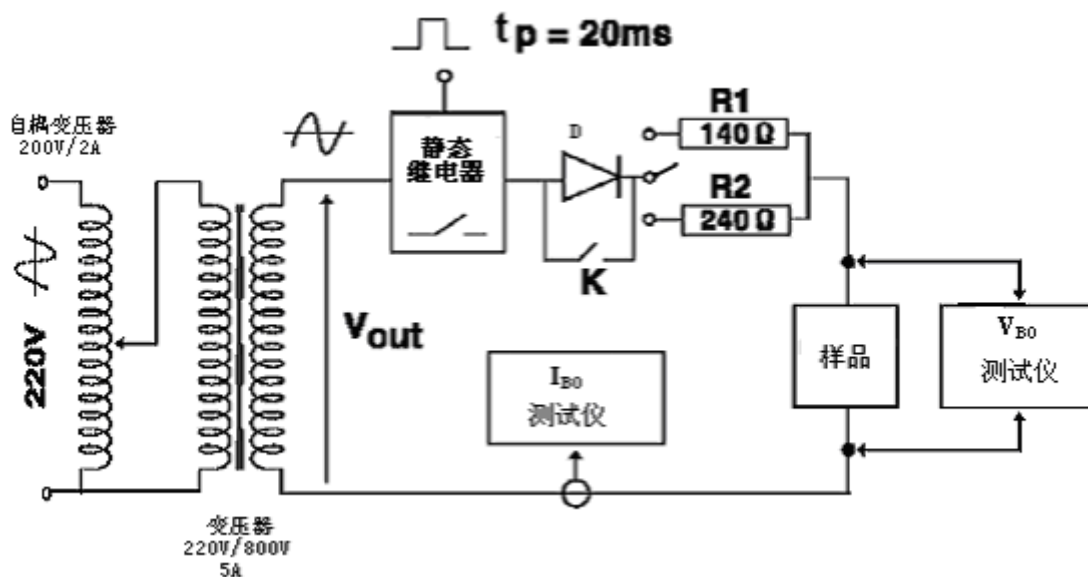 tp = 20ms
自耦变压器
200V/2A
静态
继电器
D
R1
140Ω
R2
240Ω
K
220V
Vout
IBO
测试仪
样品
VBO
测试仪
变压器
220V/800V
5A